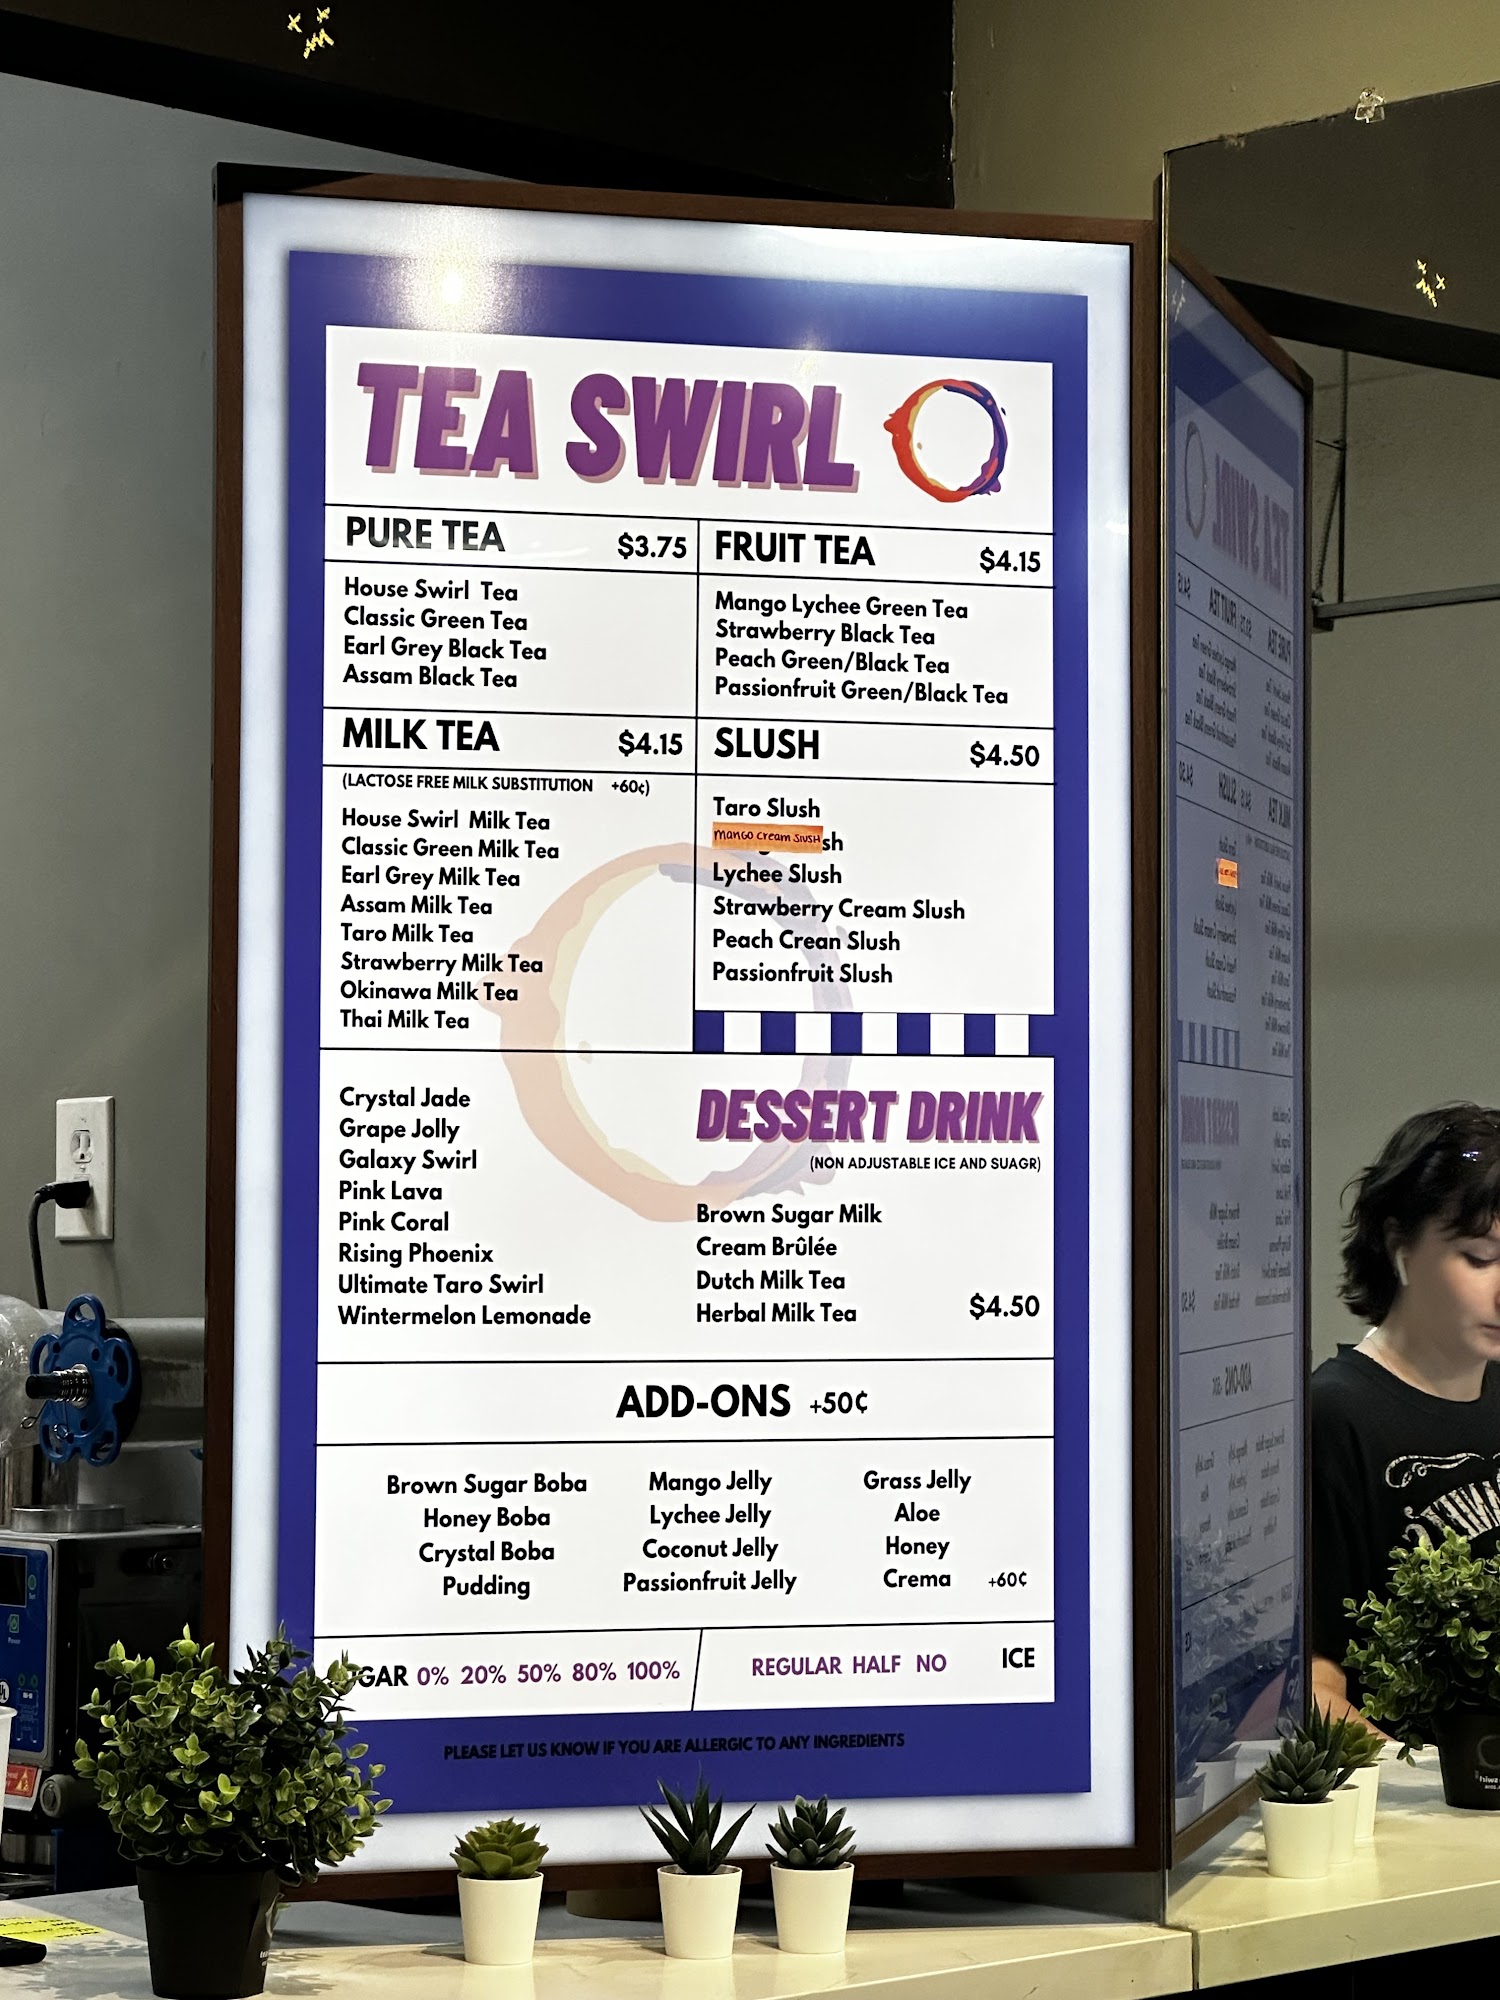 TEA SWIRL
PURE TEA $3.75
House Swirl Tea
Classic Green Tea
Earl Grey Black Tea
Assam Black Tea
FRUIT TEA $4.15
Mango Lychee Green Tea
Strawberry Black Tea
Peach Green/Black Tea
Passionfruit Green/Black Tea
MILK TEA $4.15
(LACTOSE FREE MILK SUBSTITUTION +60¢)
House Swirl Milk Tea
Classic Green Milk Tea
Earl Grey Milk Tea
Assam Milk Tea
Taro Milk Tea
Strawberry Milk Tea
Okinawa Milk Tea
Thai Milk Tea
SLUSH $4.50
Taro Slush
Mango Cream Slush sh
Lychee Slush
Strawberry Cream Slush
Peach Crean Slush
Passionfruit Slush
Crystal Jade
Grape Jolly
Galaxy Swirl
Pink Lava
Pink Coral
Rising Phoenix
Ultimate Taro Swirl
Wintermelon Lemonade
DESSERT DRINK
(NON ADJUSTABLE ICE AND SUAGR)
Brown Sugar Milk
Cream Brûlée
Dutch Milk Tea
Herbal Milk Tea $4.50
ADD-ONS +50¢
Brown Sugar Boba
Honey Boba
Crystal Boba
Pudding
Mango Jelly
Lychee Jelly
Coconut Jelly
Passionfruit Jelly
Grass Jelly
Aloe
Honey
Crema +60¢
GAR 0% 20% 50% 80% 100%
REGULAR HALF NO ICE
PLEASE LET US KNOW IF YOU ARE ALLERGIC TO ANY INGREDIENTS